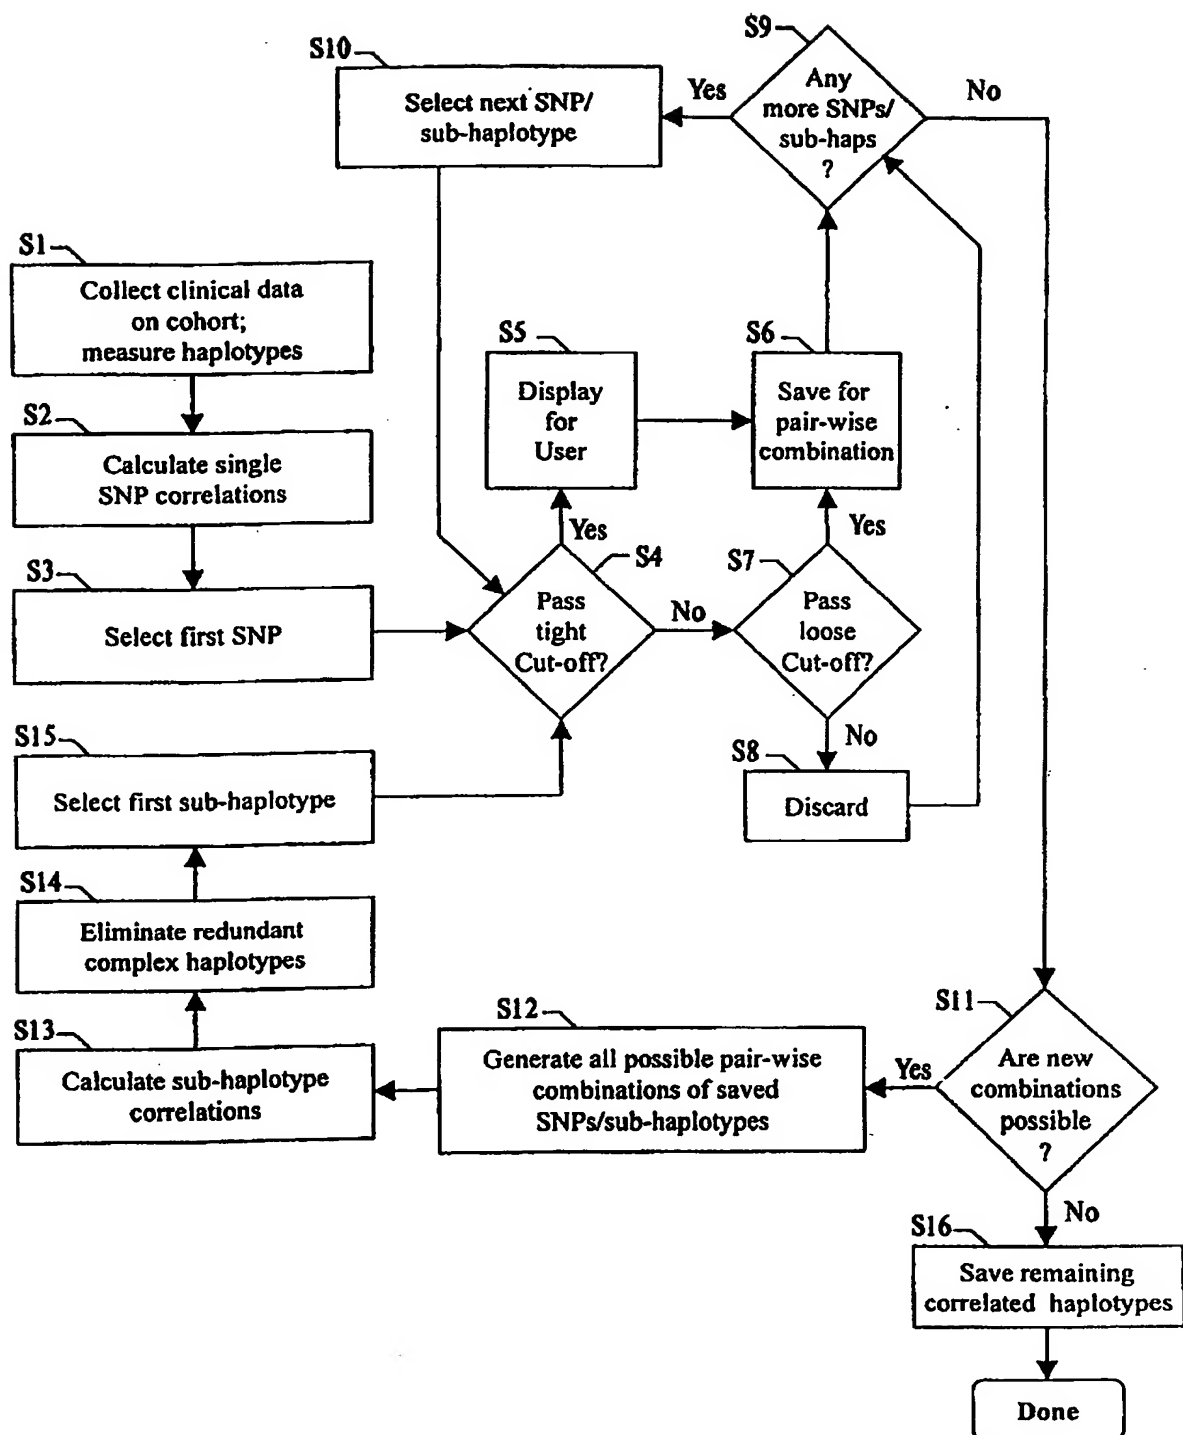 S9
S10
Any
more SNPs/
sub-haps
?
Yes
No
Select next SNP/
sub-haplotype
S1
Collect clinical data
on cohort;
measure haplotypes
S5
Display
for
User
S6
Save for
pair-wise
combination
S2
Calculate single
SNP correlations
Yes
Yes
S3
Select first SNP
S4
Pass
tight
Cut-off?
No
S7
Pass
loose
Cut-off?
No
S15
Select first sub-haplotype
S8
Discard
S14
Eliminate redundant
complex haplotypes
S13
Calculate sub-haplotype
correlations
S12
Generate all possible pair-wise
combinations of saved
SNPs/sub-haplotypes
Yes
S11
Are new
combinations
possible
?
No
S16
Save remaining
correlated haplotypes
Done